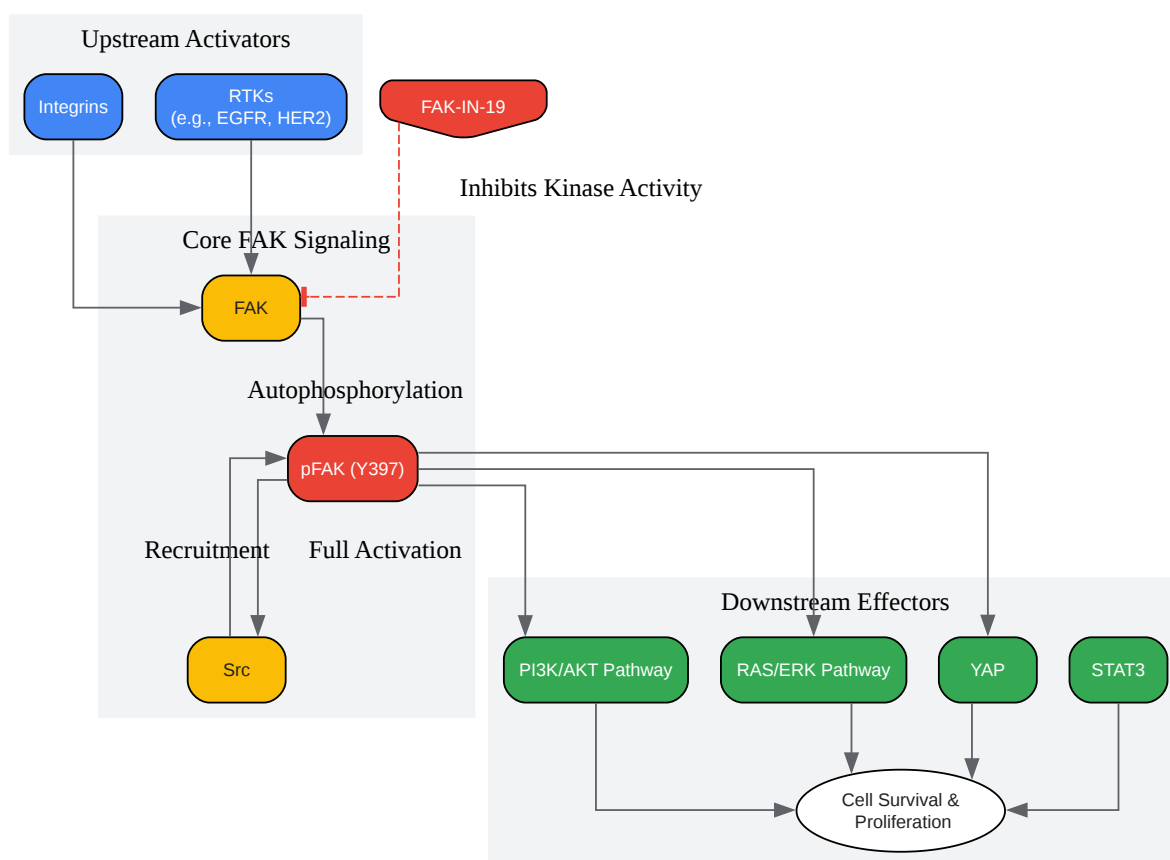 Upstream Activators
Integrins
RTKs
(e.g., EGFR, HER2)
FAK-IN-19
Inhibits Kinase Activity
Core FAK Signaling
FAK
Autophosphorylation
pFAK (Y397)
Recruitment
Full Activation
Downstream Effectors
Src
PI3K/AKT Pathway
RAS/ERK Pathway
YAP
STAT3
Cell Survival &
Proliferation